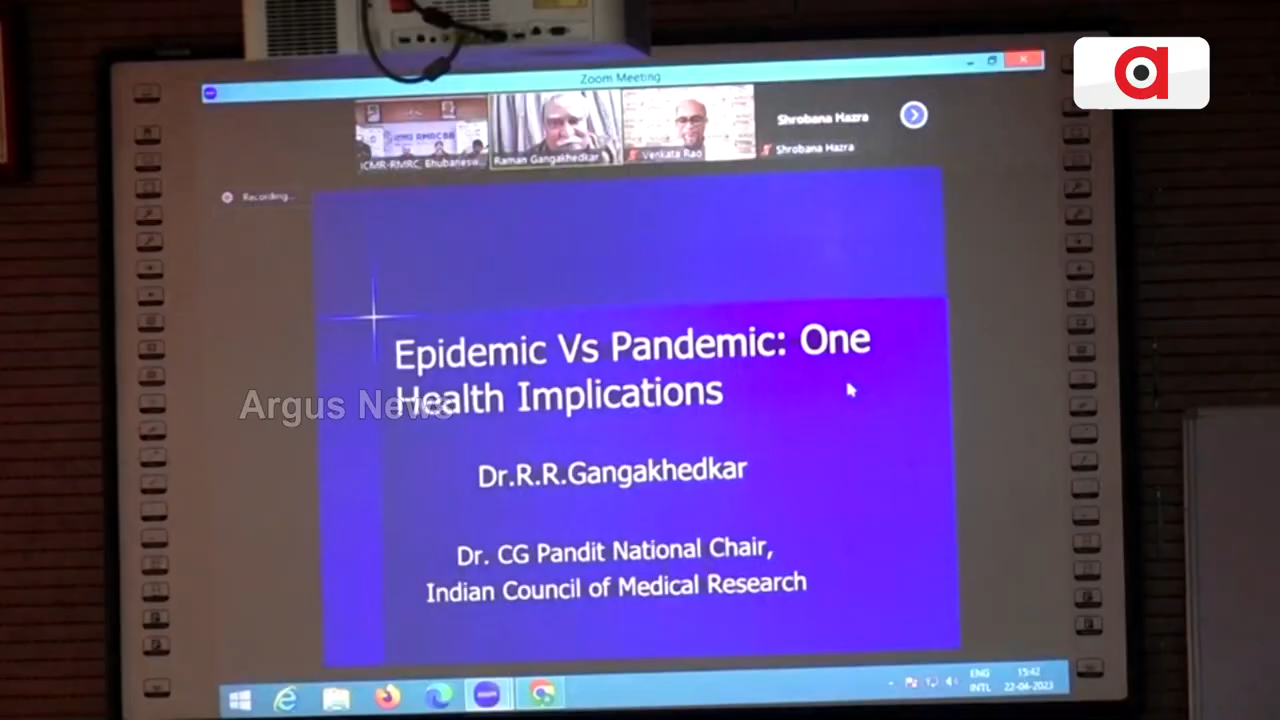 Zoom Meeting
ICMR-RMRC, Bhubanesw..
Raman Gangakhedkar
Venkata Rao
Shrobana Hazra
Shrobana Hazra
Recording...
Epidemic Vs Pandemic: One
Health Implications
Argus News
Dr.R.R.Gangakhedkar
Dr. CG Pandit National Chair,
Indian Council of Medical Research
ENG
INTL
15:42
22-04-2023
a
zoom